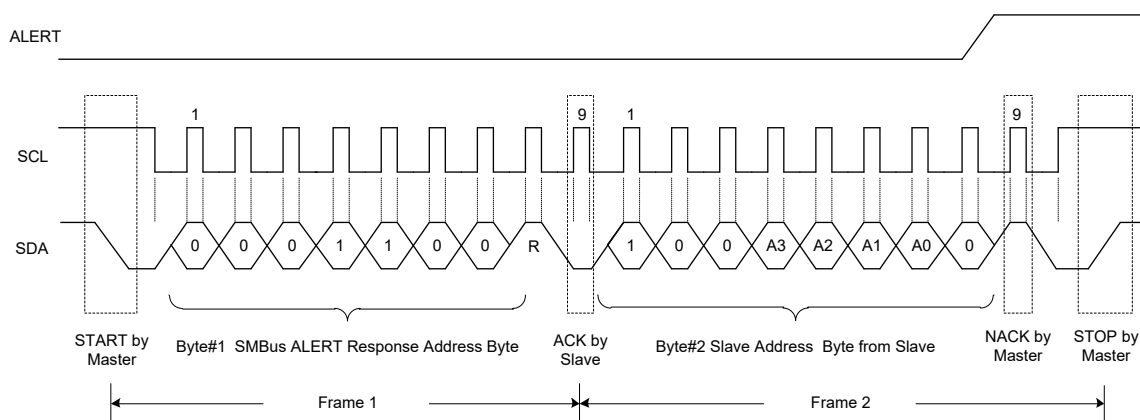 ALERT
1 9 1 9
SCL
SDA 0 0 0 1 1 0 0 R 1 0 0 A3 A2 A1 A0 0
START by
Master
Byte#1 SMBus ALERT Response Address Byte
ACK by
Slave
Byte#2 Slave Address Byte from Slave
NACK by
Master
STOP by
Master
Frame 1 Frame 2